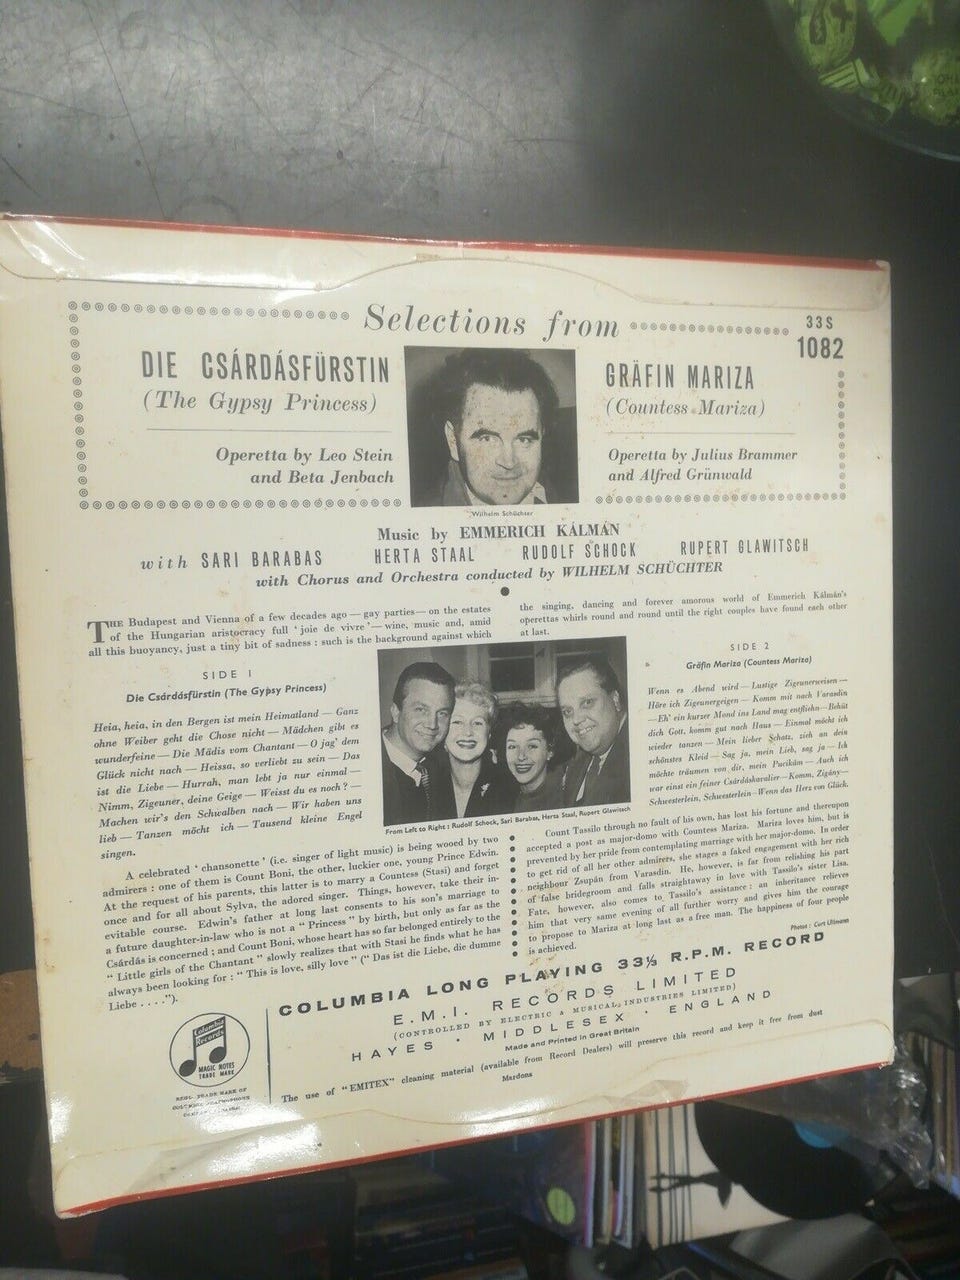 Selections from
33S
1082
DIE CSÁRDÁSFÜRSTIN
(The Gypsy Princess)
Operetta by Leo Stein
and Beta Jenbach
GRÄFIN MARIZA
(Countess Mariza)
Operetta by Julius Brammer
and Alfred Grünwald
Wilhelm Schüchter
Music by EMMERICH KÁLMÁN
with SARI BARABAS HERTA STAAL RUDOLF SCHOCK RUPERT GLAWITSCH
with Chorus and Orchestra conducted by WILHELM SCHÜCHTER
THE Budapest and Vienna of a few decades ago — gay parties — on the estates
of the Hungarian aristocracy full ‘ joie de vivre ’ — wine, music and, amid
all this buoyancy, just a tiny bit of sadness : such is the background against which
the singing, dancing and forever amorous world of Emmerich Kálmán's
operettas whirls round and round until the right couples have found each other
at last.
SIDE 1
Die Csárdásfürstin (The Gypsy Princess)
Heia, heia, in den Bergen ist mein Heimatland — Ganz
ohne Weiber geht die Chose nicht — Mädchen gibt es
wunderfeine — Die Mädis vom Chantant — O jag' dem
Glück nicht nach — Heissa, so verliebt zu sein — Das
ist die Liebe — Hurrah, man lebt ja nur einmal —
Nimm, Zigeuner, deine Geige — Weisst du es noch ? —
Machen wir's den Schwalben nach — Wir haben uns
lieb — Tanzen möcht ich — Tausend kleine Engel
singen.
SIDE 2
Gräfin Mariza (Countess Mariza)
Wenn es Abend wird — Lustige Zigeunerweisen —
Höre ich Zigeunergeigen — Komm mit nach Varasdin
— Eh' ein kurzer Mond ins Land mag entfliehn — Behüt
dich Gott, komm gut nach Haus — Einmal möcht ich
wieder tanzen — Mein lieber Schatz, zieh an dein
schönstes Kleid — Sag ja, mein Lieb, sag ja — Ich
möchte träumen von dir, mein Pucikám — Auch ich
war einst ein feiner Csárdáskavalier — Komm, Zigány —
Schwesterlein, Schwesterlein — Wenn das Herz von Glück.
From Left to Right : Rudolf Schock, Sari Barabas, Herta Staal, Rupert Glawitsch
A celebrated ‘ chansonette ’ (i.e. singer of light music) is being wooed by two
admirers : one of them is Count Boni, the other, luckier one, young Prince Edwin.
At the request of his parents, this latter is to marry a Countess (Stasi) and forget
once and for all about Sylva, the adored singer. Things, however, take their in-
evitable course. Edwin's father at long last consents to his son's marriage to
a future daughter-in-law who is not a “ Princess ” by birth, but only as far as the
Csárdás is concerned ; and Count Boni, whose heart has so far belonged entirely to the
“ Little girls of the Chantant ” slowly realizes that with Stasi he finds what he has
always been looking for : “ This is love, silly love ” (“ Das ist die Liebe, die dumme
Liebe . . . .”).
Count Tassilo through no fault of his own, has lost his fortune and thereupon
accepted a post as major-domo with Countess Mariza. Mariza loves him, but is
prevented by her pride from contemplating marriage with her major-domo. In order
to get rid of all her other admirers, she stages a faked engagement with her rich
neighbour Zsupán from Varasdin. He, however, is far from relishing his part
of false bridegroom and falls straightaway in love with Tassilo's sister Lisa.
Fate, however, also comes to Tassilo's assistance : an inheritance relieves
him that very same evening of all further worry and gives him the courage
to propose to Mariza at long last as a free man. The happiness of four people
is achieved.
Photos : Curt Ullmann
COLUMBIA LONG PLAYING 33⅓ R.P.M. RECORD
E.M.I. RECORDS LIMITED
(CONTROLLED BY ELECTRIC & MUSICAL INDUSTRIES LIMITED)
HAYES · MIDDLESEX · ENGLAND
Made and Printed in Great Britain
The use of “EMITEX” cleaning material (available from Record Dealers) will preserve this record and keep it free from dust
Mardons
Columbia
Records
MAGIC NOTES
TRADE MARK
REGD. TRADE MARK OF